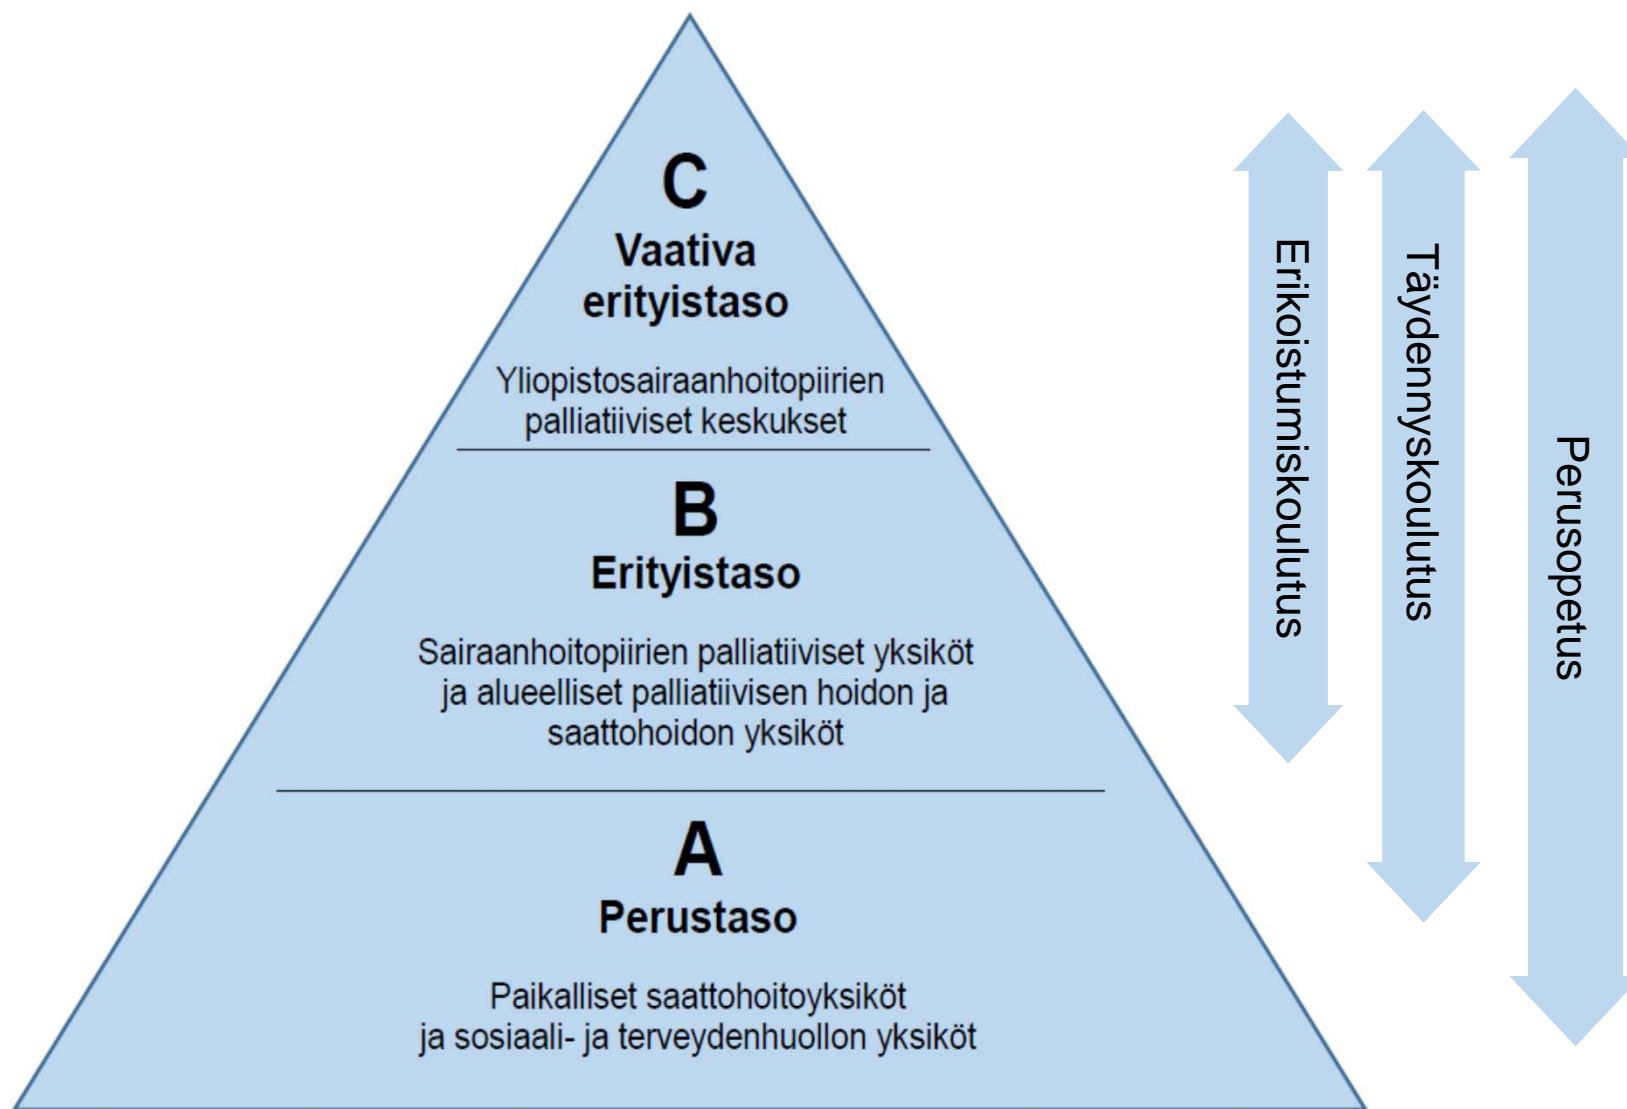 C
Vaativa
erityistaso
Yliopistosairaanhoitopiirien
palliatiiviset keskukset
B
Erityistaso
Sairaanhoitopiirien palliatiiviset yksiköt
ja alueelliset palliatiivisen hoidon ja
saattohoidon yksiköt
A
Perustaso
Paikalliset saattohoitoyksiköt
ja sosiaali- ja terveydenhuollon yksiköt
Erikoistumiskoulutus
Täydennyskoulutus
Perusopetus